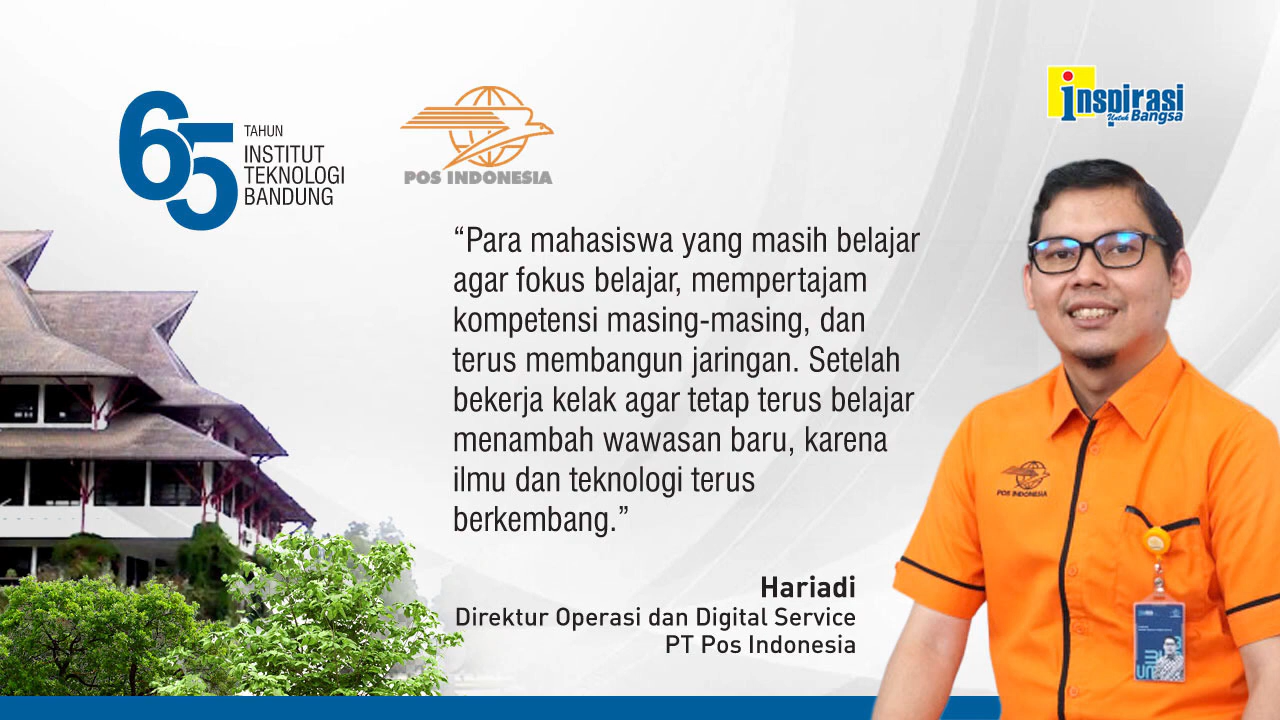 65
TAHUN
INSTITUT
TEKNOLOGI
BANDUNG
POS INDONESIA
inspirasi
Untuk Bangsa
“Para mahasiswa yang masih belajar
agar fokus belajar, mempertajam
kompetensi masing-masing, dan
terus membangun jaringan. Setelah
bekerja kelak agar tetap terus belajar
menambah wawasan baru, karena
ilmu dan teknologi terus
berkembang.”
Hariadi
Direktur Operasi dan Digital Service
PT Pos Indonesia
POS INDONESIA